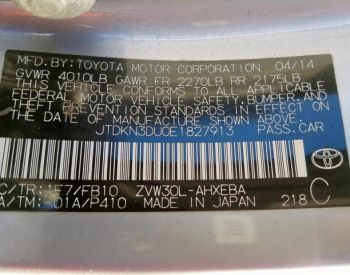 MFD.BY: TOYOTA MOTOR CORPORATION 04/14
GVWR 4010LB GAWR FR 2270LB RR 2175LB
THIS VEHICLE CONFORMS TO ALL APPLICABLE
FEDERAL MOTOR VEHICLE SAFETY, BUMPER AND
THEFT PREVENTION STANDARDS IN EFFECT ON
THE DATE OF MANUFACTURE SHOWN ABOVE.
JTDKN3DU0E1827913 PASS.CAR
C/TR: 1F7/FB10 ZVW30L-AHXEBA
A/TM: -01A/P410 MADE IN JAPAN 218 C
TOYOTA